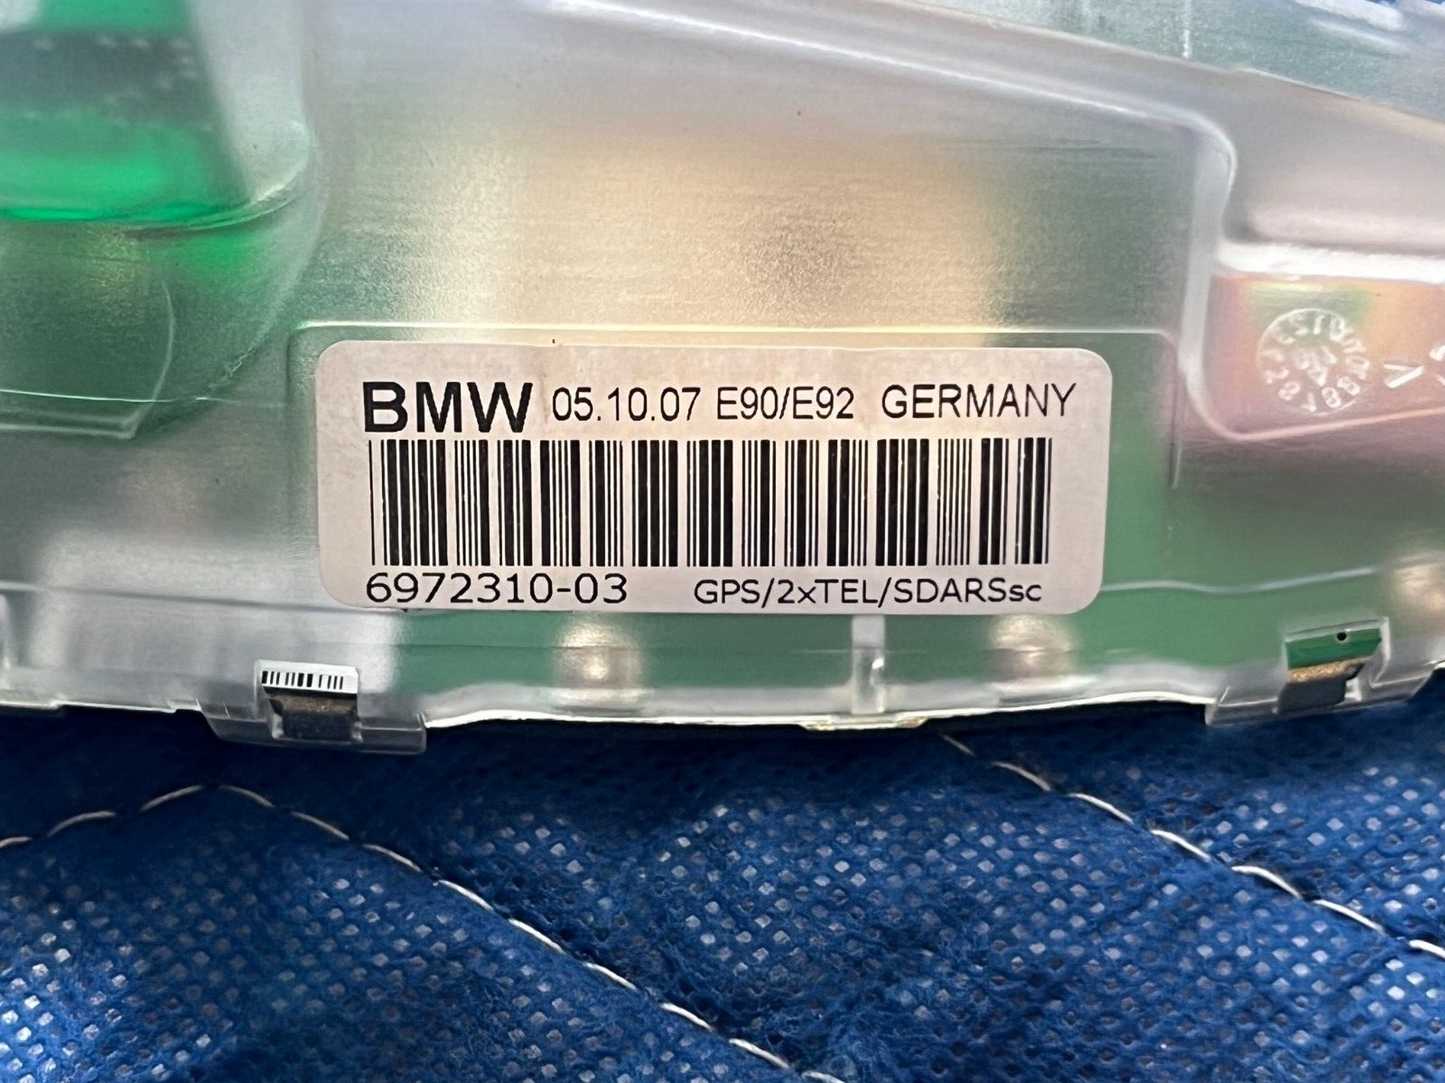 BMW 05.10.07 E90/E92 GERMANY
6972310-03 GPS/2xTEL/SDARSsc